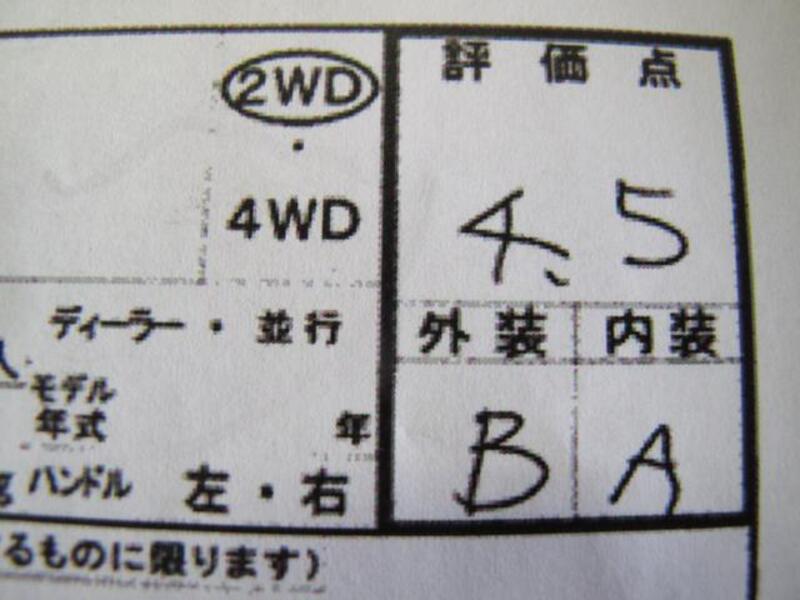 2WD
・
4WD
評価点
4.5
ディーラー・並行
外装 内装
モデル
年式 年
B A
ハンドル 左・右
るものに限ります)